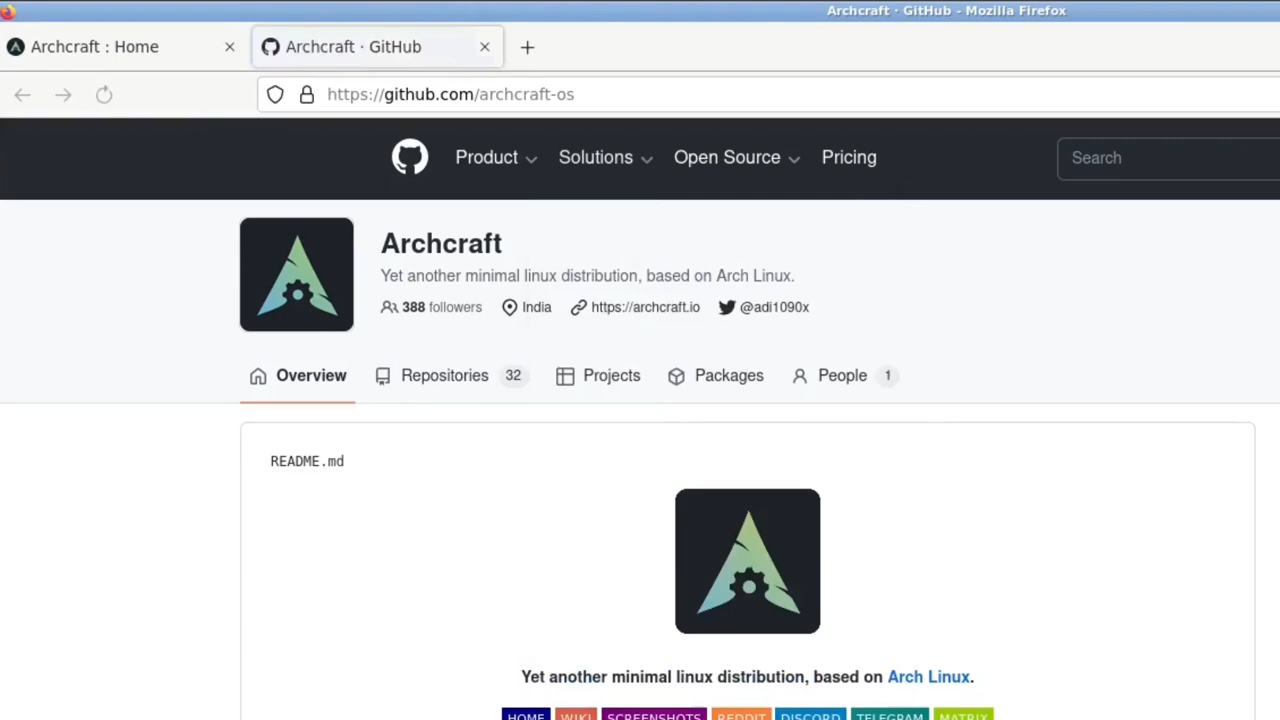 Archcraft · GitHub - Mozilla Firefox
Archcraft : Home
Archcraft · GitHub
https://github.com/archcraft-os
Product
Solutions
Open Source
Pricing
Search
Archcraft
Yet another minimal linux distribution, based on Arch Linux.
388 followers
India
https://archcraft.io
@adi1090x
Overview
Repositories 32
Projects
Packages
People 1
README.md
Yet another minimal linux distribution, based on Arch Linux.
HOME WIKI SCREENSHOTS REDDIT DISCORD TELEGRAM MATRIX